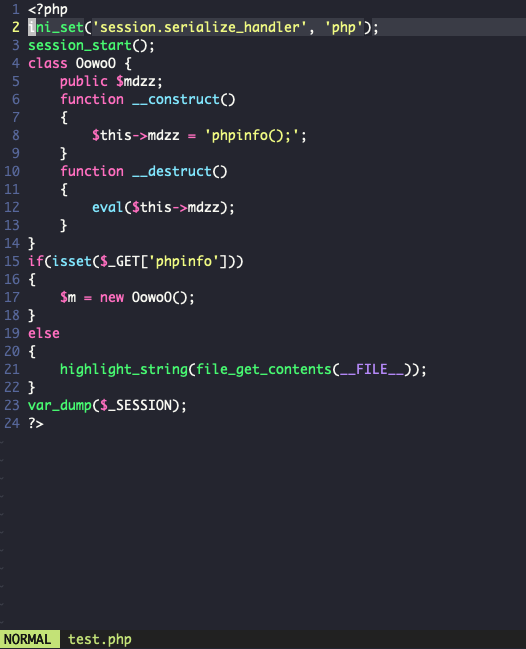 1 <?php
2 ini_set('session.serialize_handler', 'php');
3 session_start();
4 class OowoO {
5     public $mdzz;
6     function __construct()
7     {
8         $this->mdzz = 'phpinfo();';
9     }
10     function __destruct()
11     {
12         eval($this->mdzz);
13     }
14 }
15 if(isset($_GET['phpinfo']))
16 {
17     $m = new OowoO();
18 }
19 else
20 {
21     highlight_string(file_get_contents(__FILE__));
22 }
23 var_dump($_SESSION);
24 ?>
NORMAL test.php